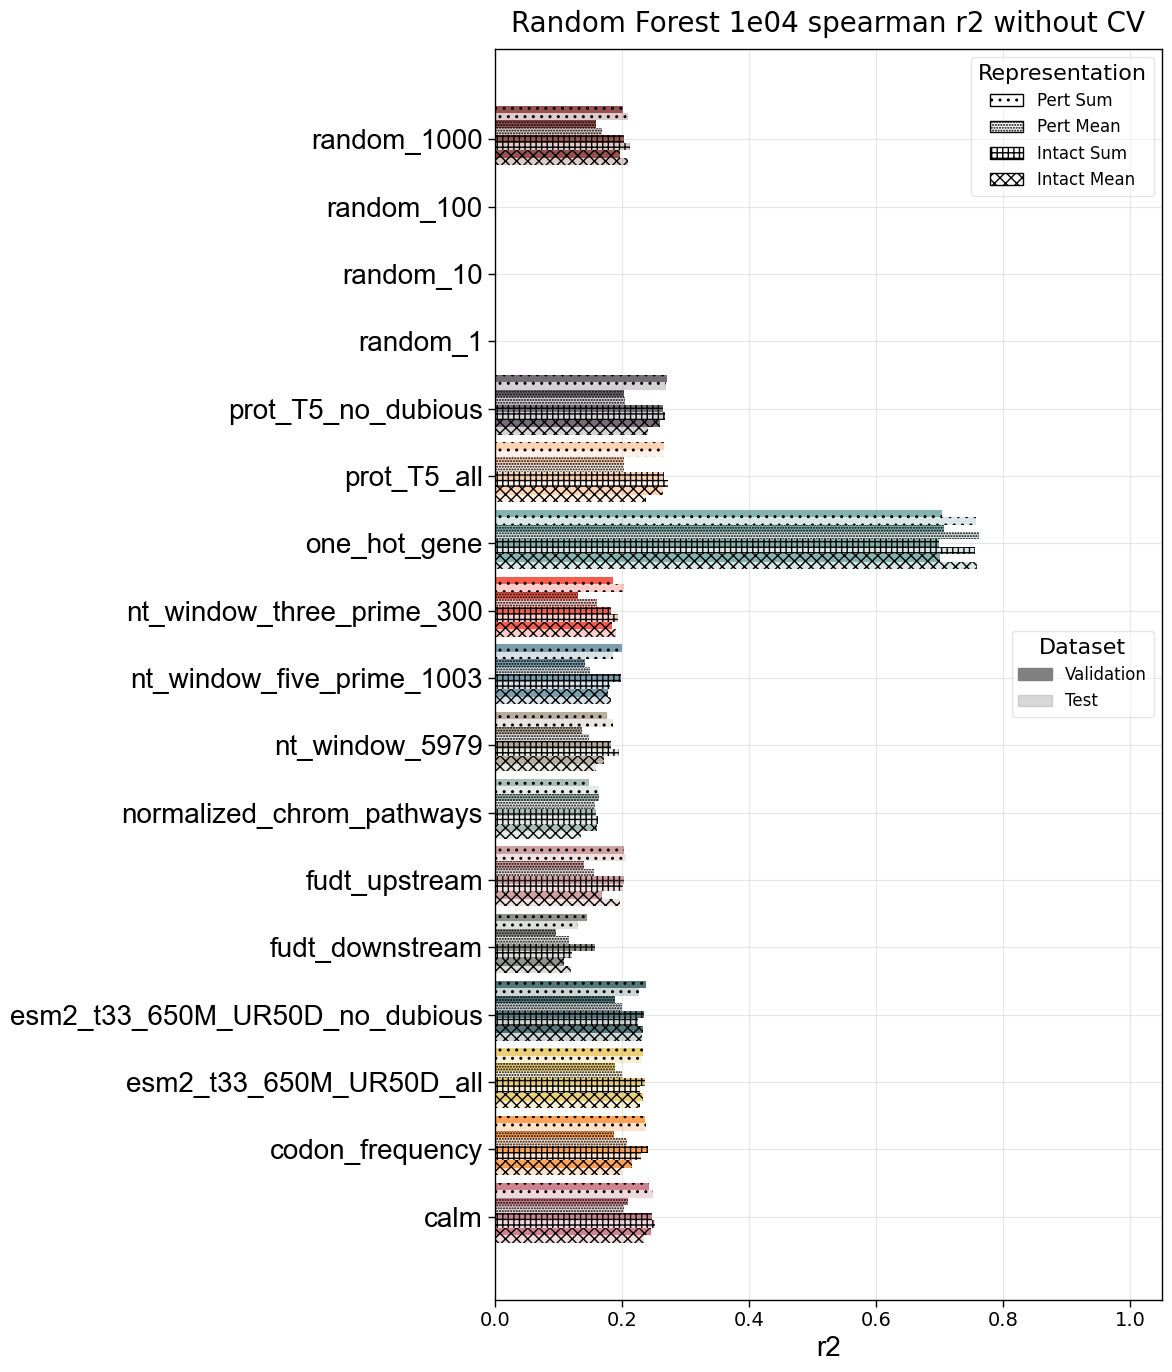 Random Forest 1e04 spearman r2 without CV
Representation
Pert Sum
Pert Mean
Intact Sum
Intact Mean
random_1000
random_100
random_10
random_1
prot_T5_no_dubious
prot_T5_all
one_hot_gene
nt_window_three_prime_300
nt_window_five_prime_1003
nt_window_5979
normalized_chrom_pathways
fudt_upstream
fudt_downstream
esm2_t33_650M_UR50D_no_dubious
esm2_t33_650M_UR50D_all
codon_frequency
calm
Dataset
Validation
Test
0.0 0.2 0.4 0.6 0.8 1.0
r2